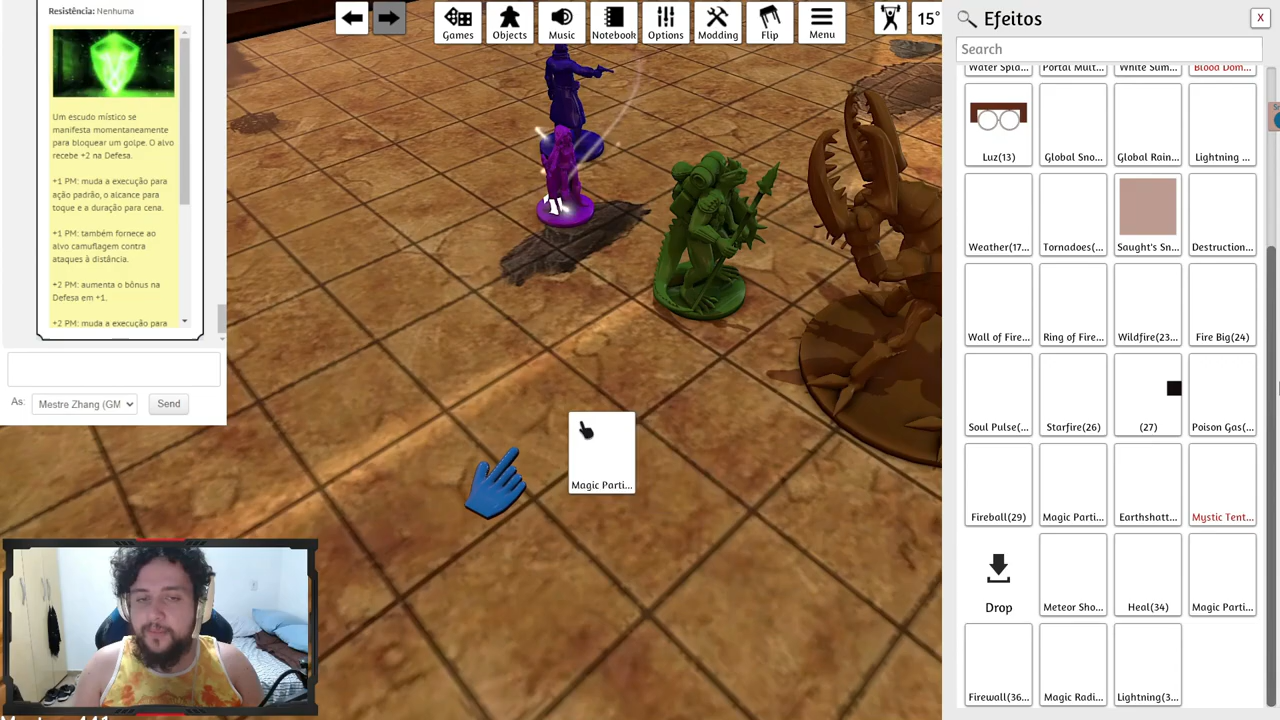 Resistência: Nenhuma
Um escudo místico se
manifesta momentaneamente
para bloquear um golpe. O alvo
recebe +2 na Defesa.
+1 PM: muda a execução para
ação padrão, o alcance para
toque e a duração para cena.
+1 PM: também fornece ao
alvo camuflagem contra
ataques à distância.
+2 PM: aumenta o bônus na
Defesa em +1.
+2 PM: muda a execução para
As:
Mestre Zhang (GM
Send
Games
Objects
Music
Notebook
Options
Modding
Flip
Menu
15°
Magic Parti...
Efeitos
X
Search
Water Spla...
Portal Mult...
White Sum...
Blood Dom...
Luz(13)
Global Sno...
Global Rain...
Lightning ...
Weather(17...
Tornadoes(...
Saught's Sn...
Destruction...
Wall of Fire...
Ring of Fire...
Wildfire(23...
Fire Big(24)
Soul Pulse(...
Starfire(26)
(27)
Poison Gas(...
Fireball(29)
Magic Parti...
Earthshatt...
Mystic Tent...
Drop
Meteor Sho...
Heal(34)
Magic Parti...
Firewall(36...
Magic Radi...
Lightning(3...